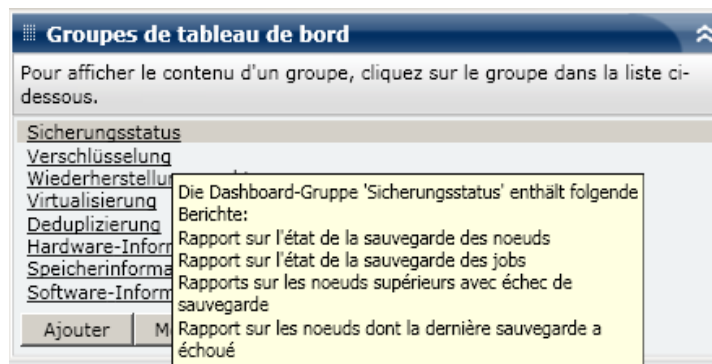 Groupes de tableau de bord
Pour afficher le contenu d'un groupe, cliquez sur le groupe dans la liste ci-
dessous.
Sicherungsstatus
Verschlüsselung
Virtualisierung
Deduplizierung
Die Dashboard-Gruppe 'Sicherungsstatus' enthält folgende
Berichte:
Rapport sur l'état de la sauvegarde des noeuds
Rapport sur l'état de la sauvegarde des jobs
Rapports sur les noeuds supérieurs avec échec de
sauvegarde
Rapport sur les noeuds dont la dernière sauvegarde a
échoué
Ajouter